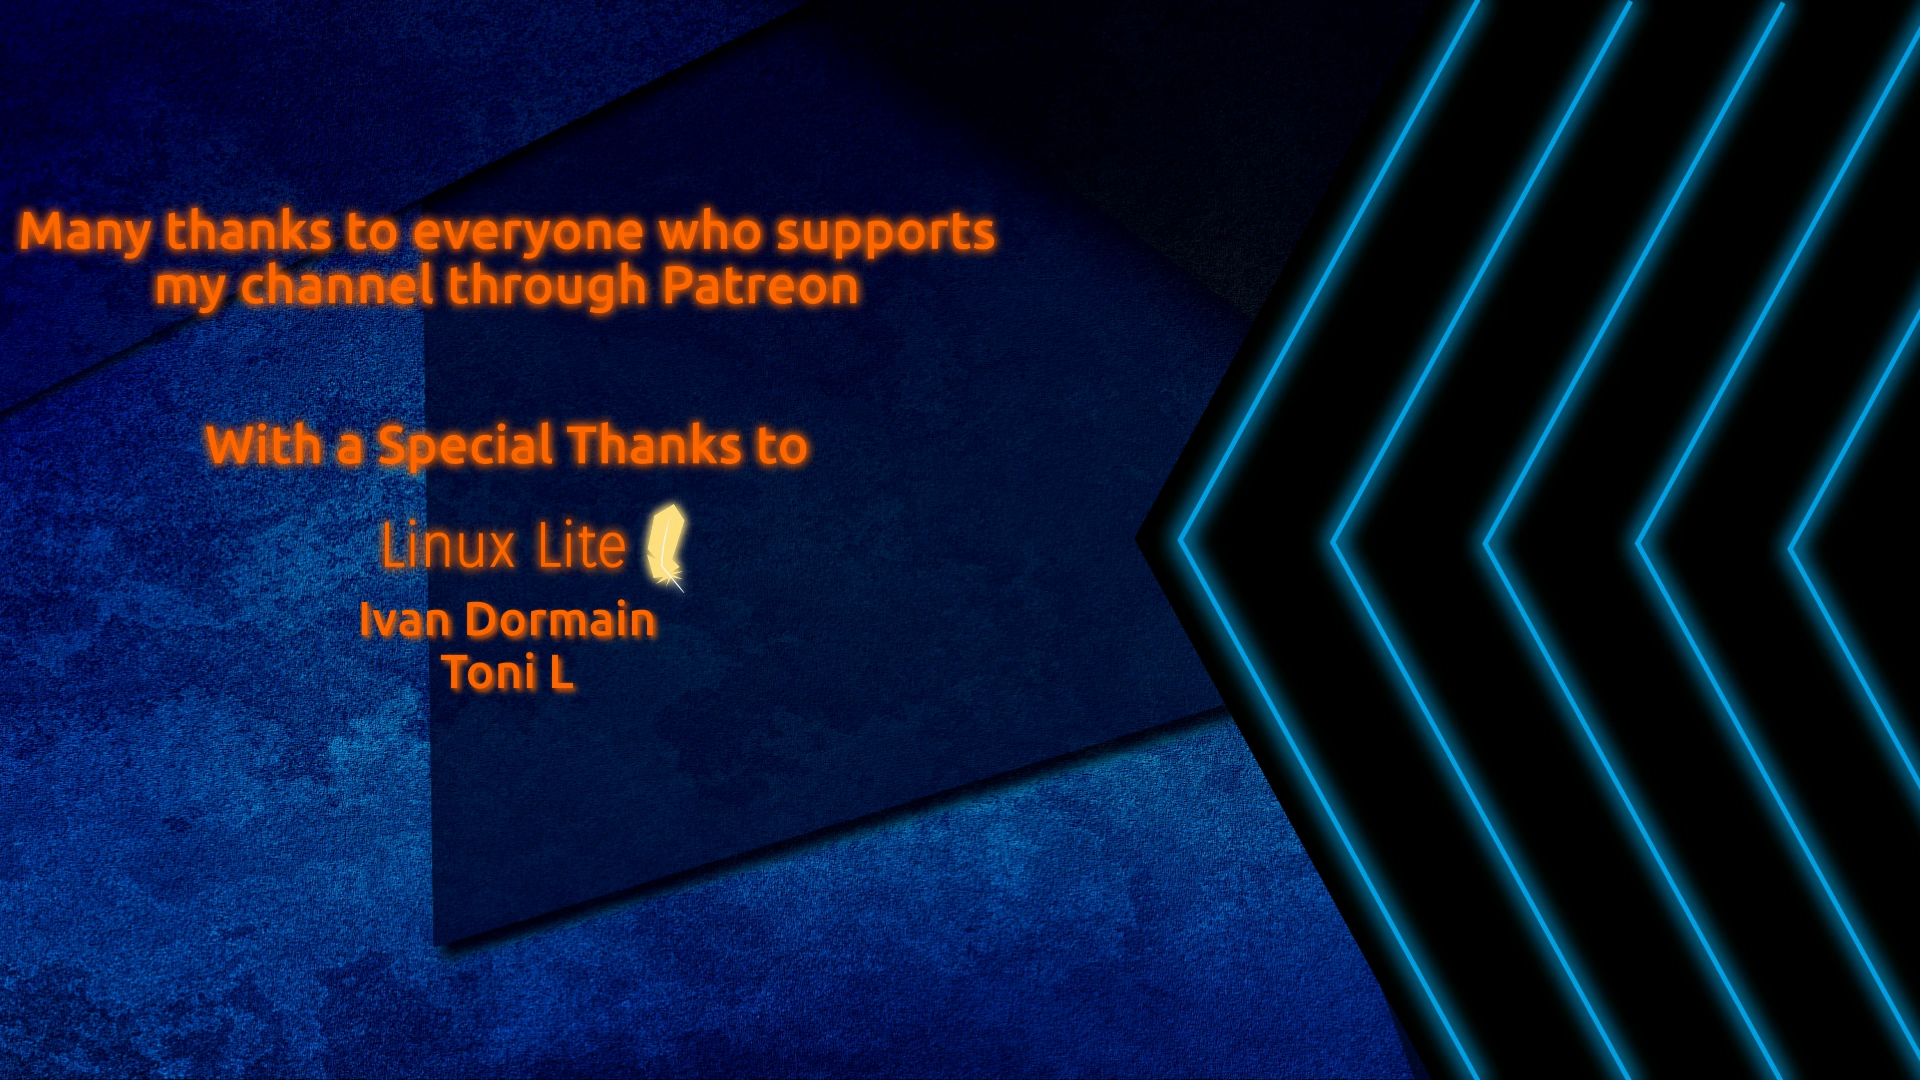 Many thanks to everyone who supports
my channel through Patreon
With a Special Thanks to
Linux Lite
Ivan Dormain
Toni L